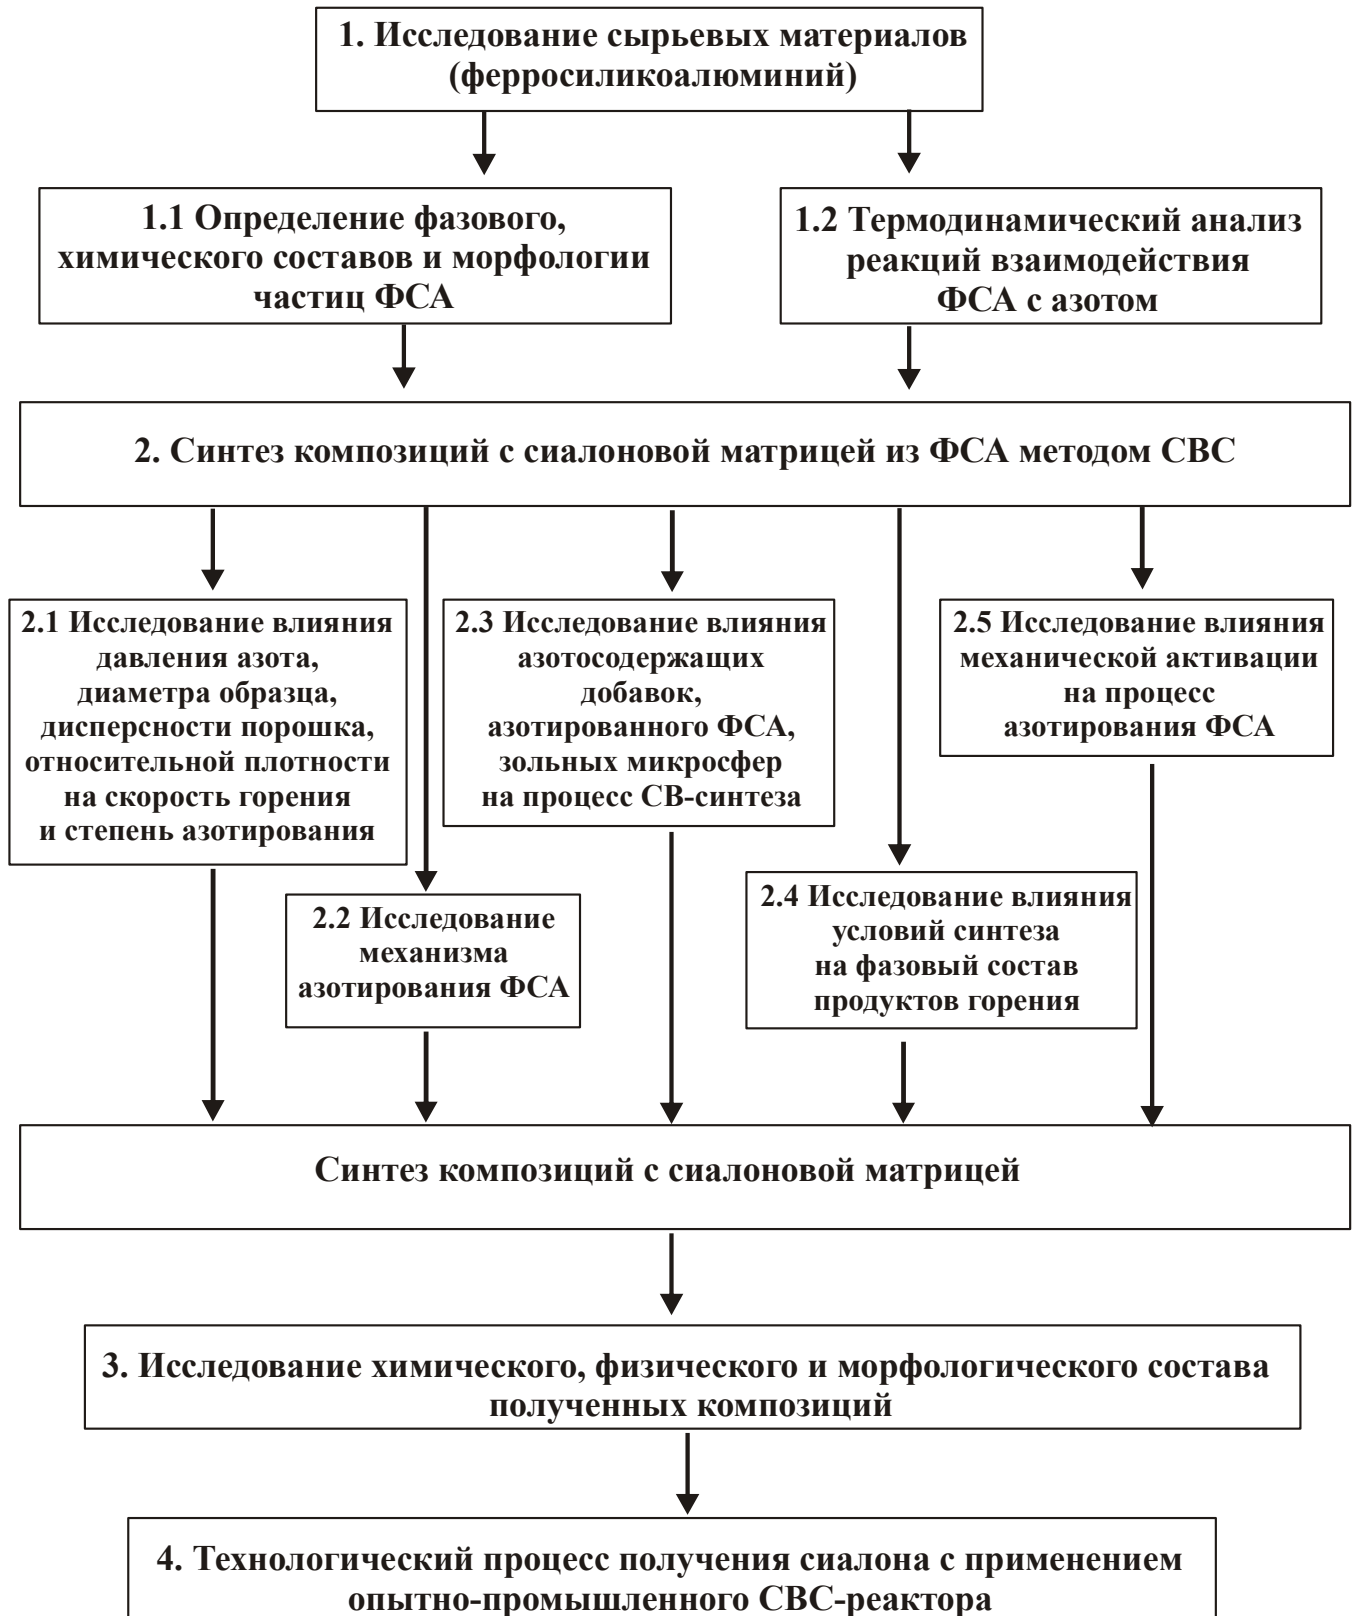 1. Исследование сырьевых материалов
(ферросиликоалюминий)
1.1 Определение фазового,
химического составов и морфологии
частиц ФСА
1.2 Термодинамический анализ
реакций взаимодействия
ФСА с азотом
2. Синтез композиций с сиалоновой матрицей из ФСА методом СВС
2.1 Исследование влияния
давления азота,
диаметра образца,
дисперсности порошка,
относительной плотности
на скорость горения
и степень азотирования
2.2 Исследование
механизма
азотирования ФСА
2.3 Исследование влияния
азотосодержащих
добавок,
азотированного ФСА,
зольных микросфер
на процесс СВ-синтеза
2.4 Исследование влияния
условий синтеза
на фазовый состав
продуктов горения
2.5 Исследование влияния
механической активации
на процесс
азотирования ФСА
Синтез композиций с сиалоновой матрицей
3. Исследование химического, физического и морфологического состава
полученных композиций
4. Технологический процесс получения сиалона с применением
опытно-промышленного СВС-реактора